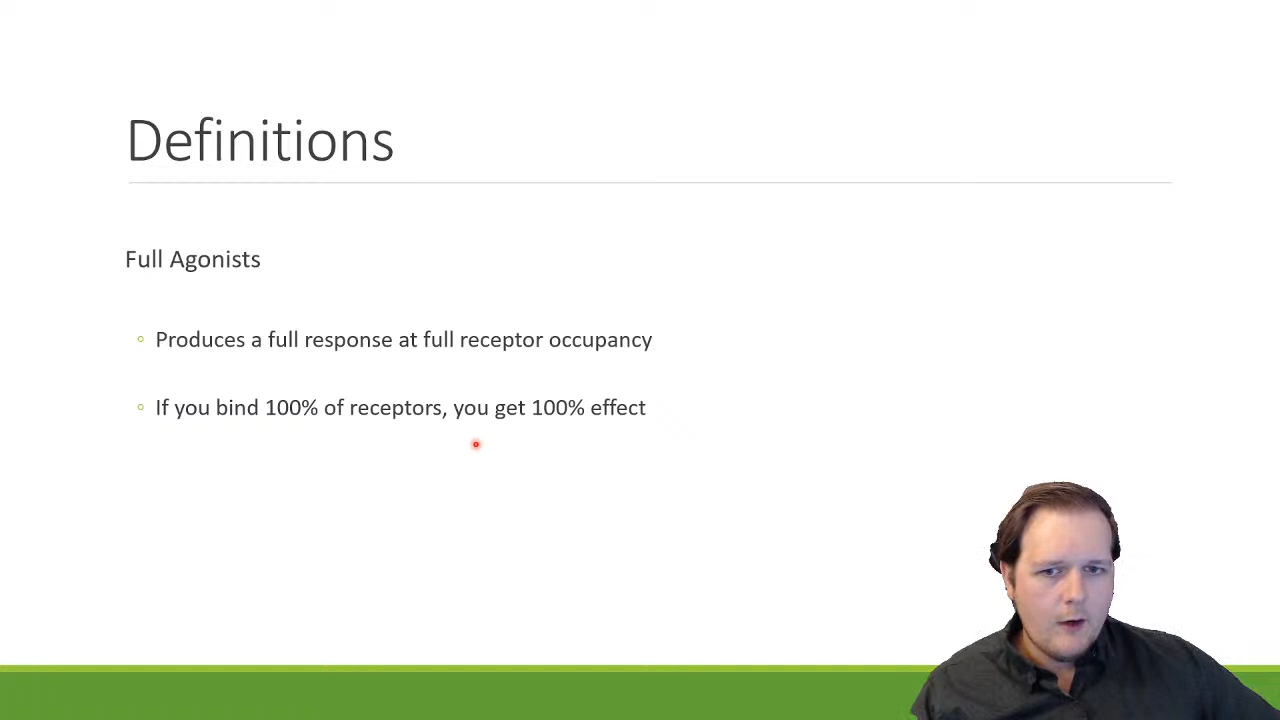 Definitions
Full Agonists
Produces a full response at full receptor occupancy
If you bind 100% of receptors, you get 100% effect